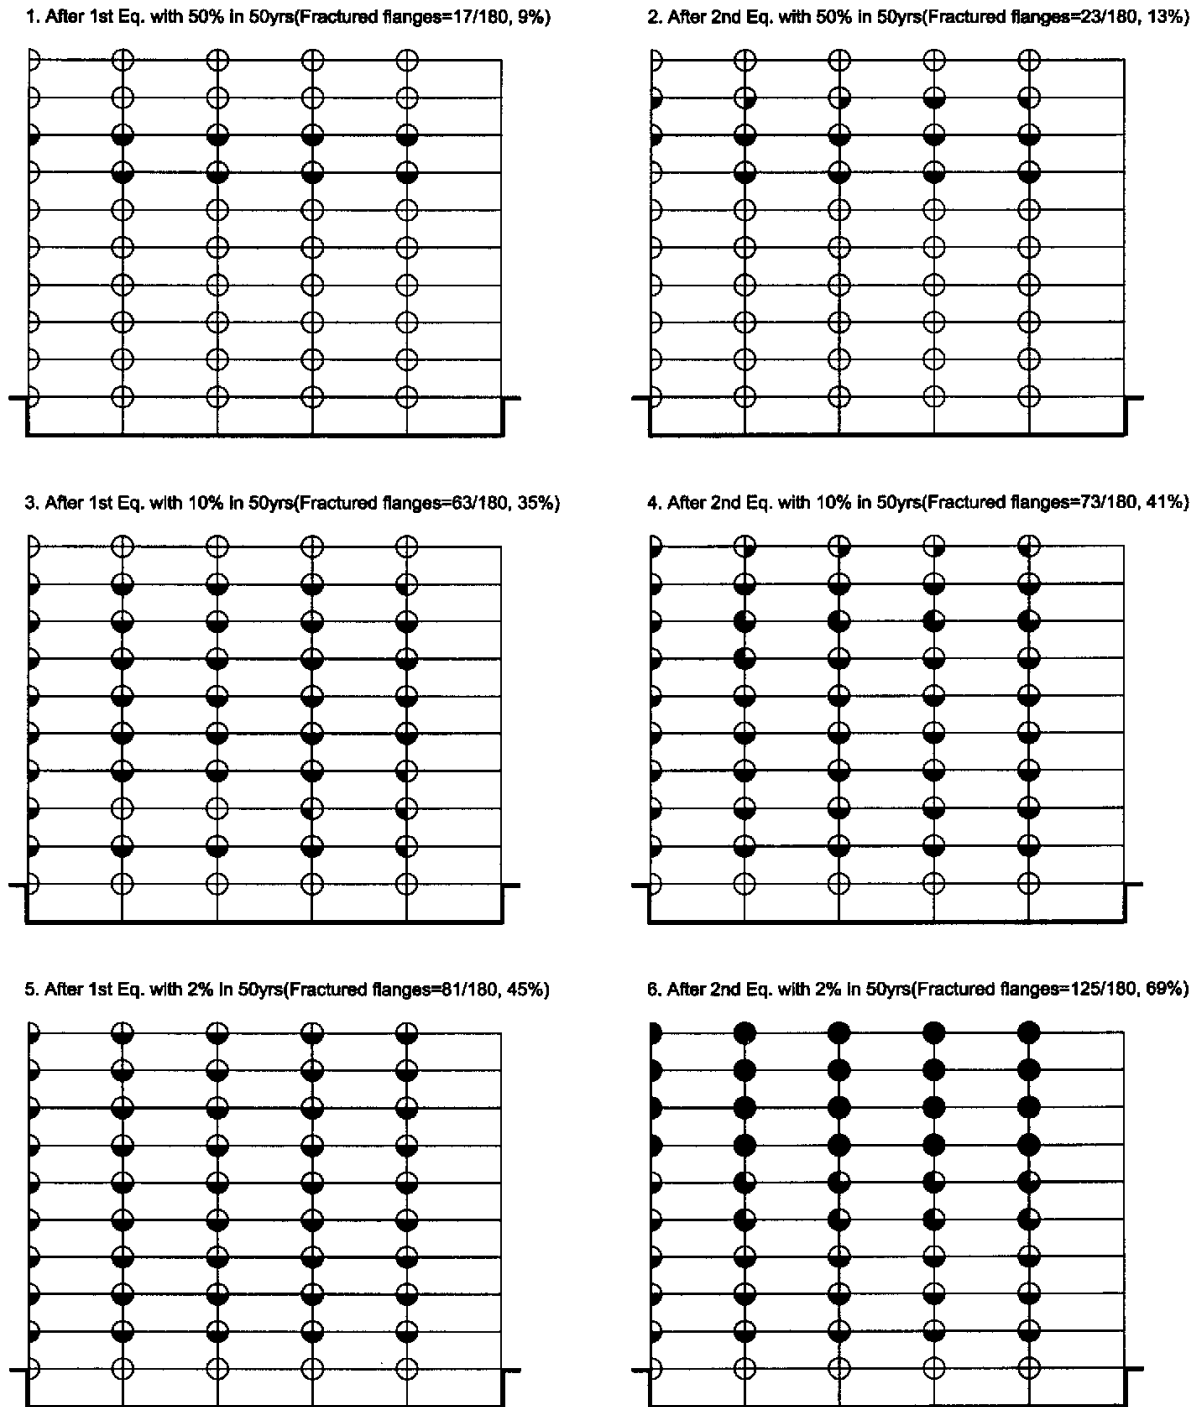 1. After 1st Eq. with 50% in 50yrs(Fractured flanges=17/180, 9%)
2. After 2nd Eq. with 50% in 50yrs(Fractured flanges=23/180, 13%)
3. After 1st Eq. with 10% in 50yrs(Fractured flanges=63/180, 35%)
4. After 2nd Eq. with 10% in 50yrs(Fractured flanges=73/180, 41%)
5. After 1st Eq. with 2% in 50yrs(Fractured flanges=81/180, 45%)
6. After 2nd Eq. with 2% in 50yrs(Fractured flanges=125/180, 69%)